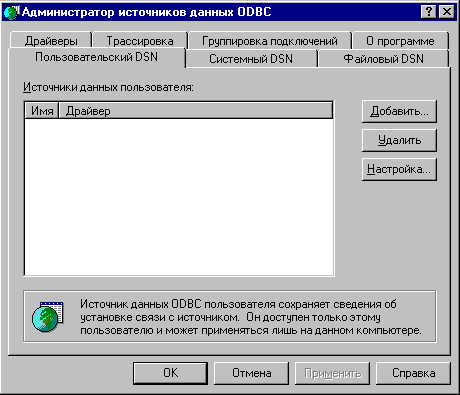 Администратор источников данных ODBC
Драйверы Трассировка Группировка подключений О программе
Пользовательский DSN Системный DSN Файловый DSN
Источники данных пользователя:
Имя Драйвер
Добавить...
Удалить
Настройка...
Источник данных ODBC пользователя сохраняет сведения об
установке связи с источником. Он доступен только этому
пользователю и может применяться лишь на данном компьютере.
OK Отмена Применить Справка